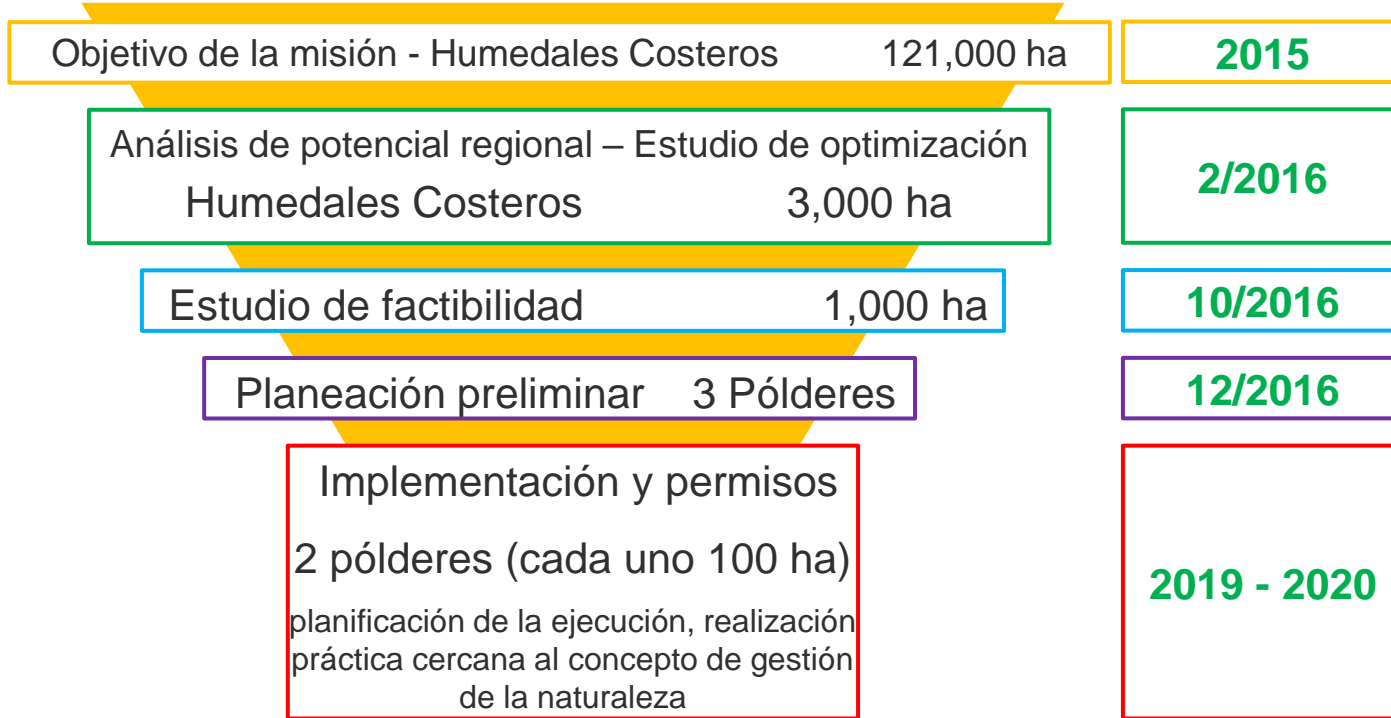 Objetivo de la misión - Humedales Costeros 121,000 ha
2015
Análisis de potencial regional – Estudio de optimización
Humedales Costeros 3,000 ha
2/2016
Estudio de factibilidad 1,000 ha
10/2016
Planeación preliminar 3 Pólderes
12/2016
Implementación y permisos
2 pólderes (cada uno 100 ha)
planificación de la ejecución, realización
práctica cercana al concepto de gestión
de la naturaleza
2019 - 2020